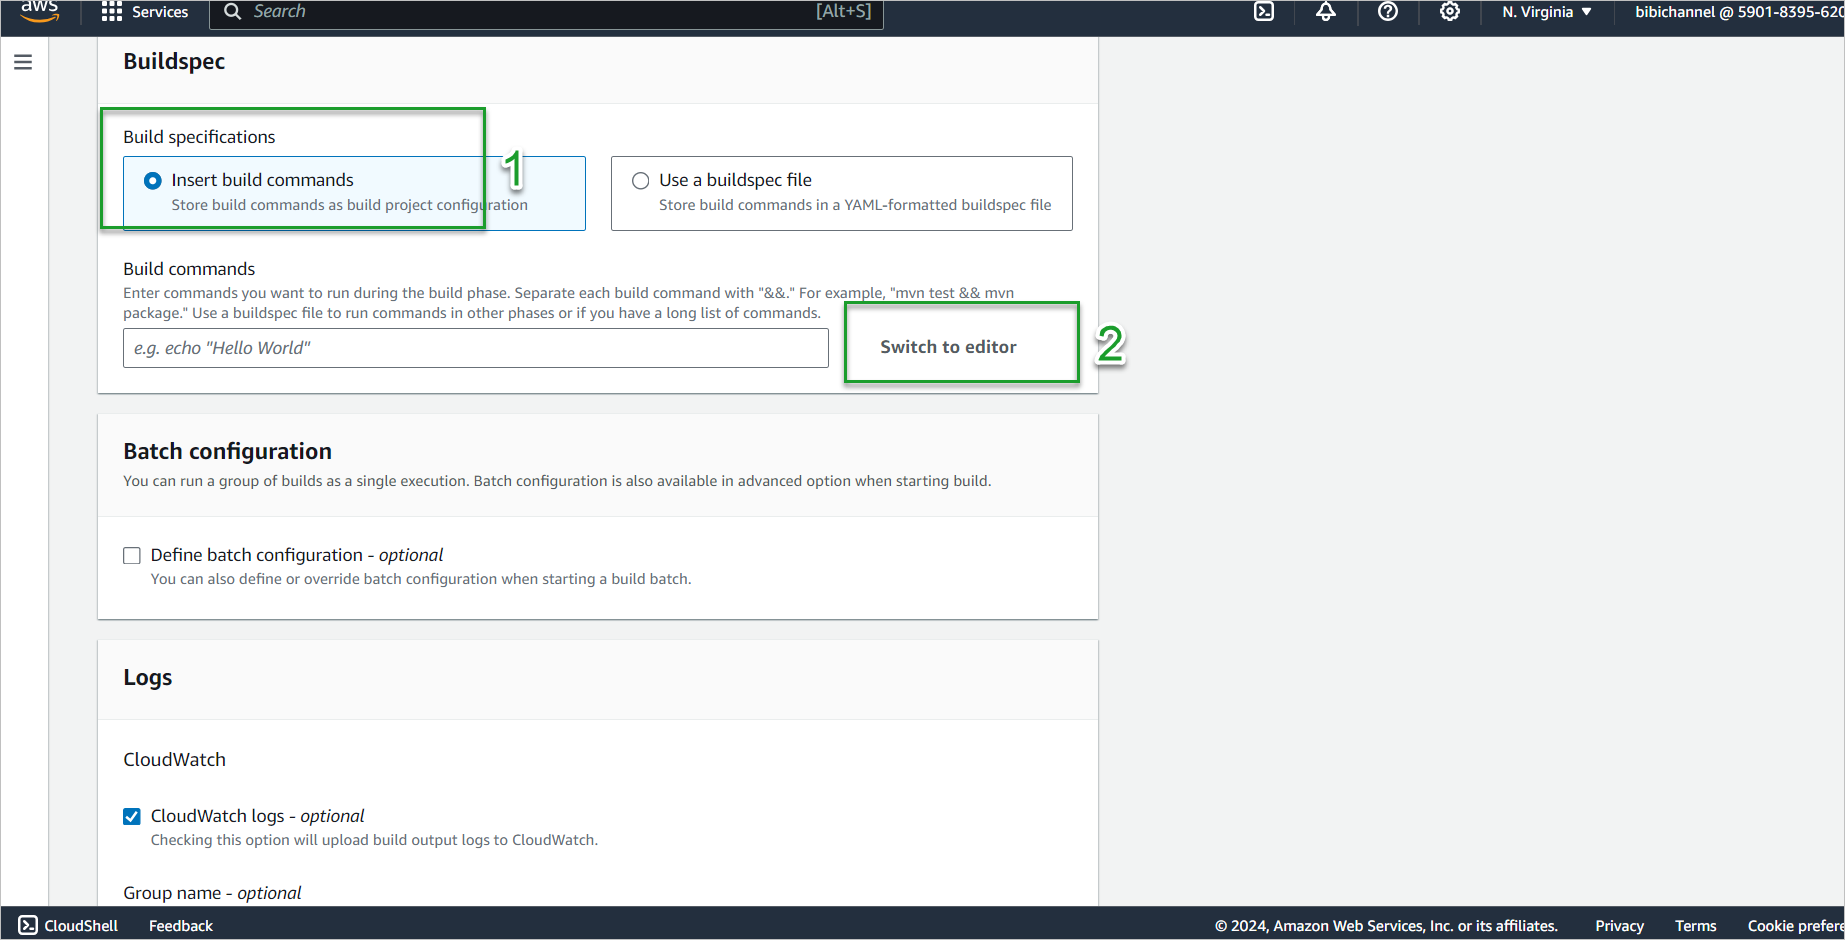 aws
Services
Search
[Alt+S]
N. Virginia
bibichannel @ 5901-8395-620
Buildspec
Build specifications
1
Insert build commands
Store build commands as build project configuration
Use a buildspec file
Store build commands in a YAML-formatted buildspec file
Build commands
Enter commands you want to run during the build phase. Separate each build command with "&&." For example, "mvn test && mvn
package." Use a buildspec file to run commands in other phases or if you have a long list of commands.
e.g. echo "Hello World"
Switch to editor
2
Batch configuration
You can run a group of builds as a single execution. Batch configuration is also available in advanced option when starting build.
Define batch configuration - optional
You can also define or override batch configuration when starting a build batch.
Logs
CloudWatch
CloudWatch logs - optional
Checking this option will upload build output logs to CloudWatch.
Group name - optional
CloudShell
Feedback
© 2024, Amazon Web Services, Inc. or its affiliates.
Privacy
Terms
Cookie prefere